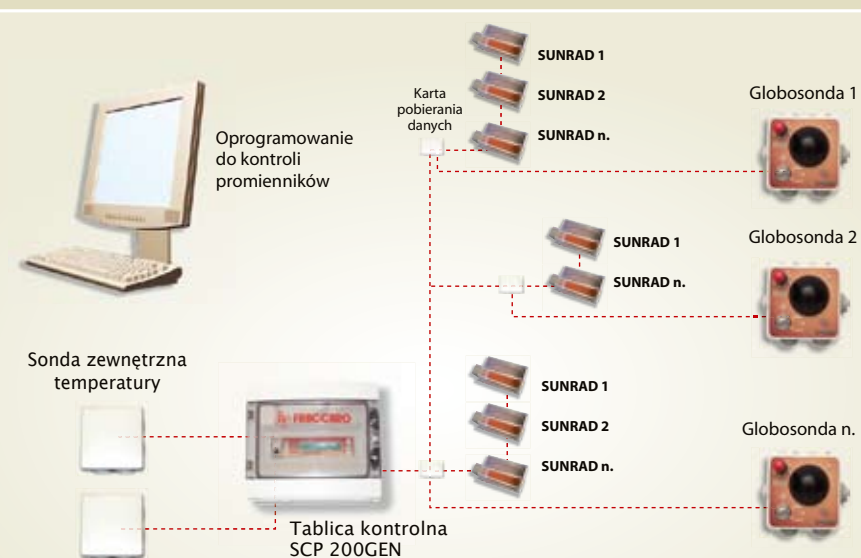 SUNRAD 1
SUNRAD 2
SUNRAD n.
Karta
pobierania
danych
Globosonda 1
Oprogramowanie
do kontroli
promienników
SUNRAD 1
SUNRAD n.
Globosonda 2
Sonda zewnętrzna
temperatury
FRACCARO
SUNRAD 1
SUNRAD 2
SUNRAD n.
Globosonda n.
Tablica kontrolna
SCP 200GEN